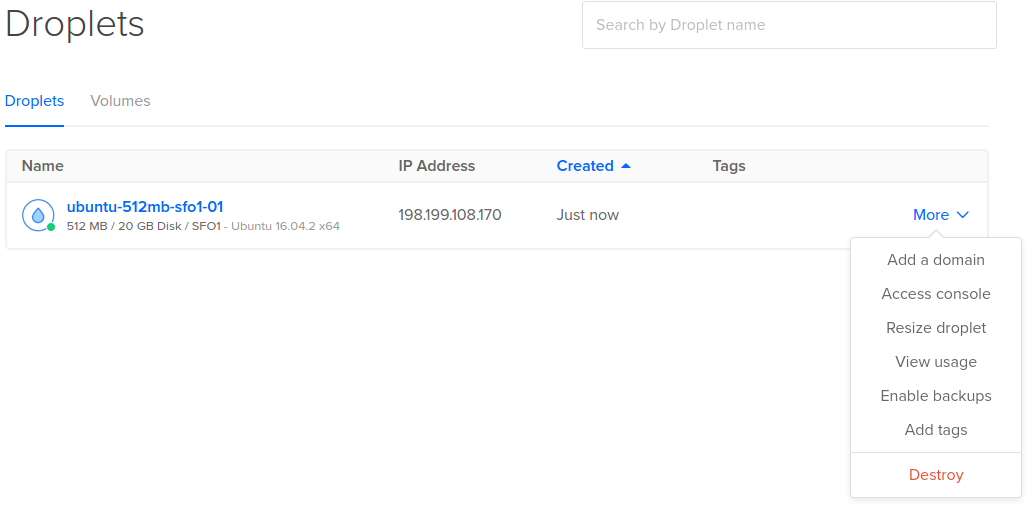 Droplets
Search by Droplet name
Droplets Volumes
Name IP Address Created Tags
ubuntu-512mb-sfo1-01
512 MB / 20 GB Disk / SFO1 - Ubuntu 16.04.2 x64
198.199.108.170 Just now More
Add a domain
Access console
Resize droplet
View usage
Enable backups
Add tags
Destroy